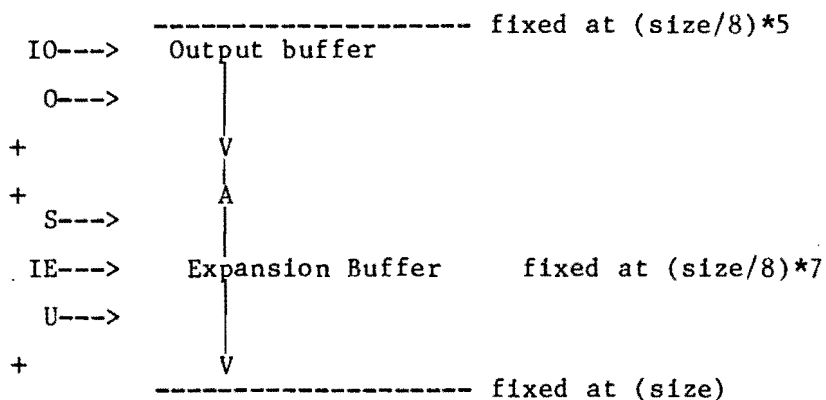 -------------------- fixed at (size/8)*5
IO---> Output buffer
O--->
+ V
+ A
S--->
IE---> Expansion Buffer fixed at (size/8)*7
U--->
+ V
-------------------- fixed at (size)